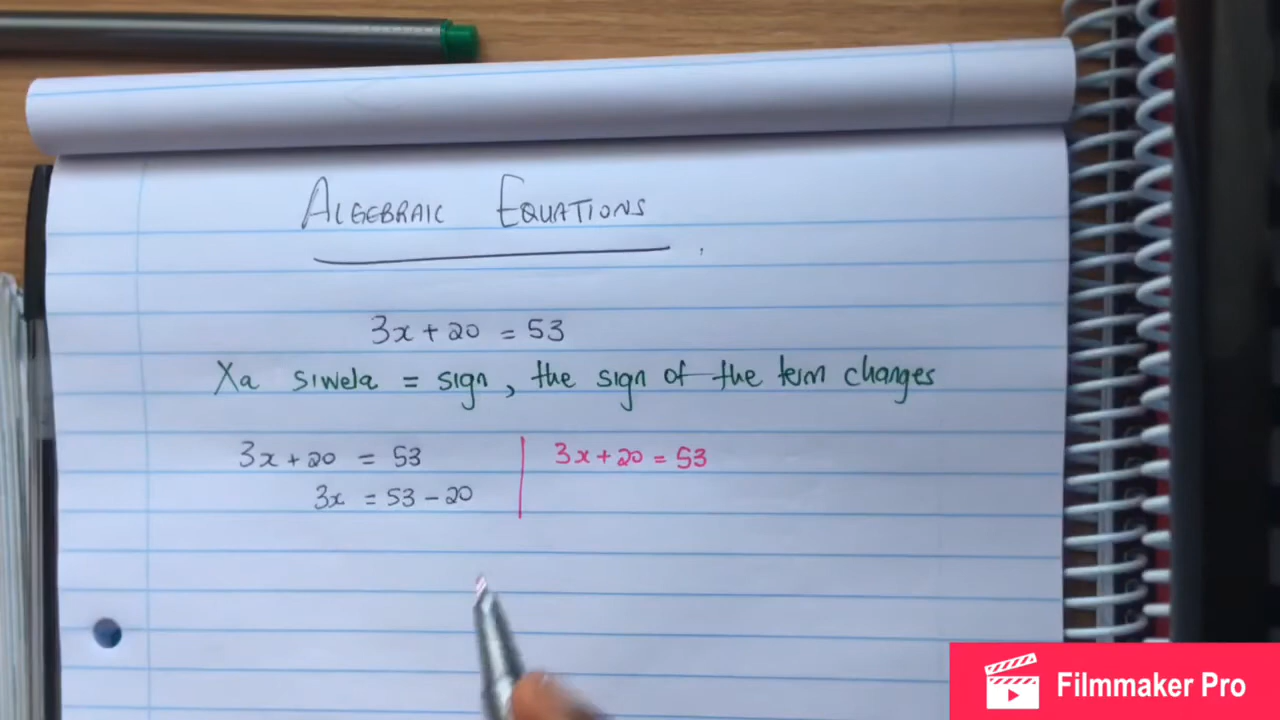 ALGEBRAIC EQUATIONS
3x + 20 = 53
Xa siwela = sign, the sign of the term changes
3x + 20 = 53
3x = 53 - 20
3x + 20 = 53
Filmmaker Pro